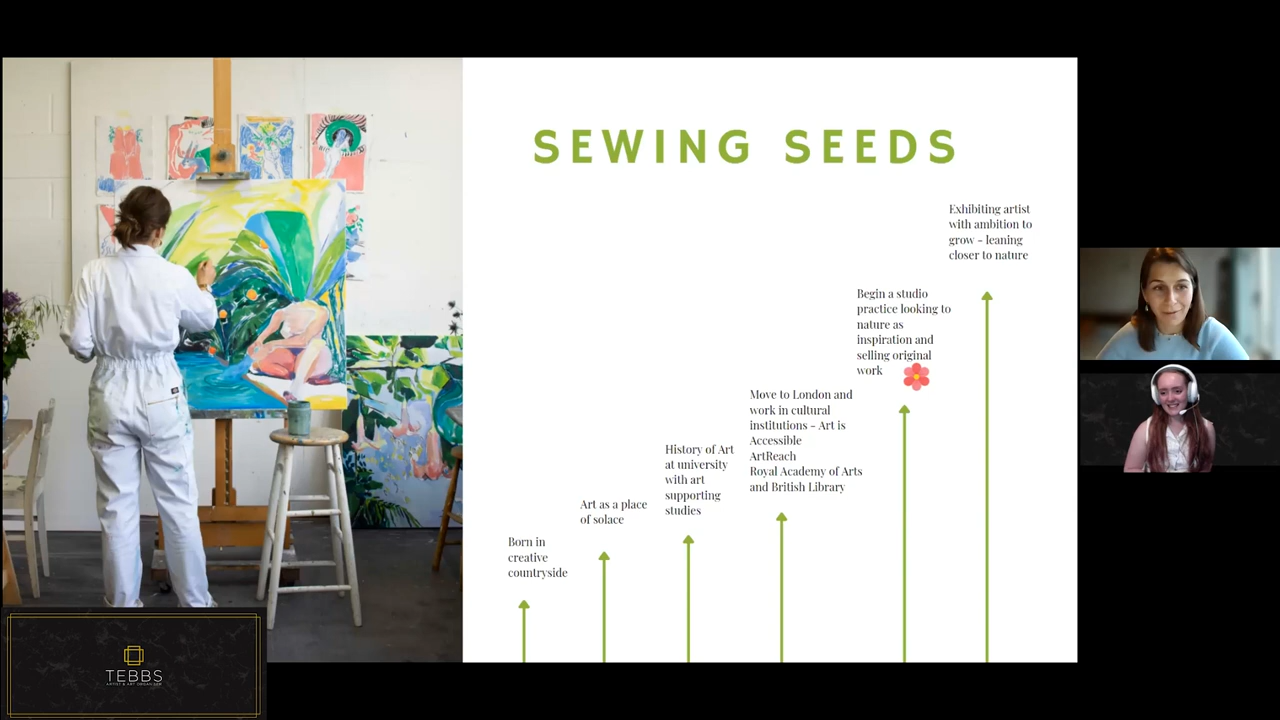 SEWING SEEDS
Exhibiting artist
with ambition to
grow - leaning
closer to nature
Begin a studio
practice looking to
nature as
inspiration and
selling original
work
Move to London and
work in cultural
institutions - Art is
Accessible
ArtReach
Royal Academy of Arts
and British Library
History of Art
at university
with art
supporting
studies
Art as a place
of solace
Born in
creative
countryside
TEBBS
ARTIST & ART ORGANISER